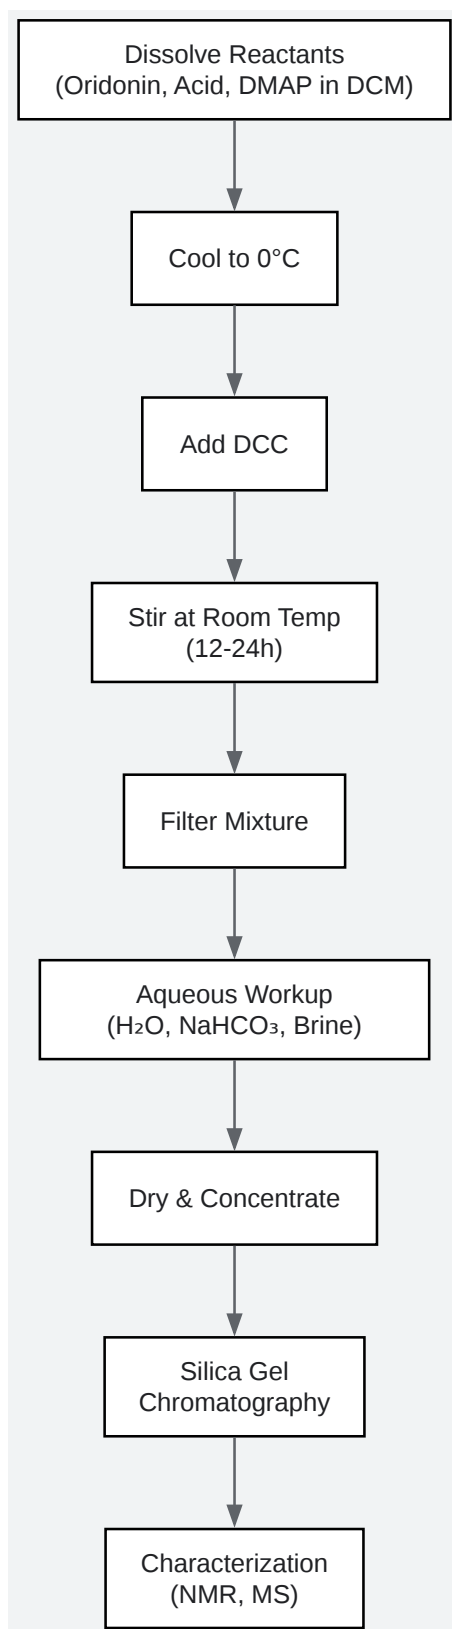 Dissolve Reactants
(Oridonin, Acid, DMAP in DCM)
Cool to 0°C
Add DCC
Stir at Room Temp
(12-24h)
Filter Mixture
Aqueous Workup
(H₂O, NaHCO₃, Brine)
Dry & Concentrate
Silica Gel
Chromatography
Characterization
(NMR, MS)